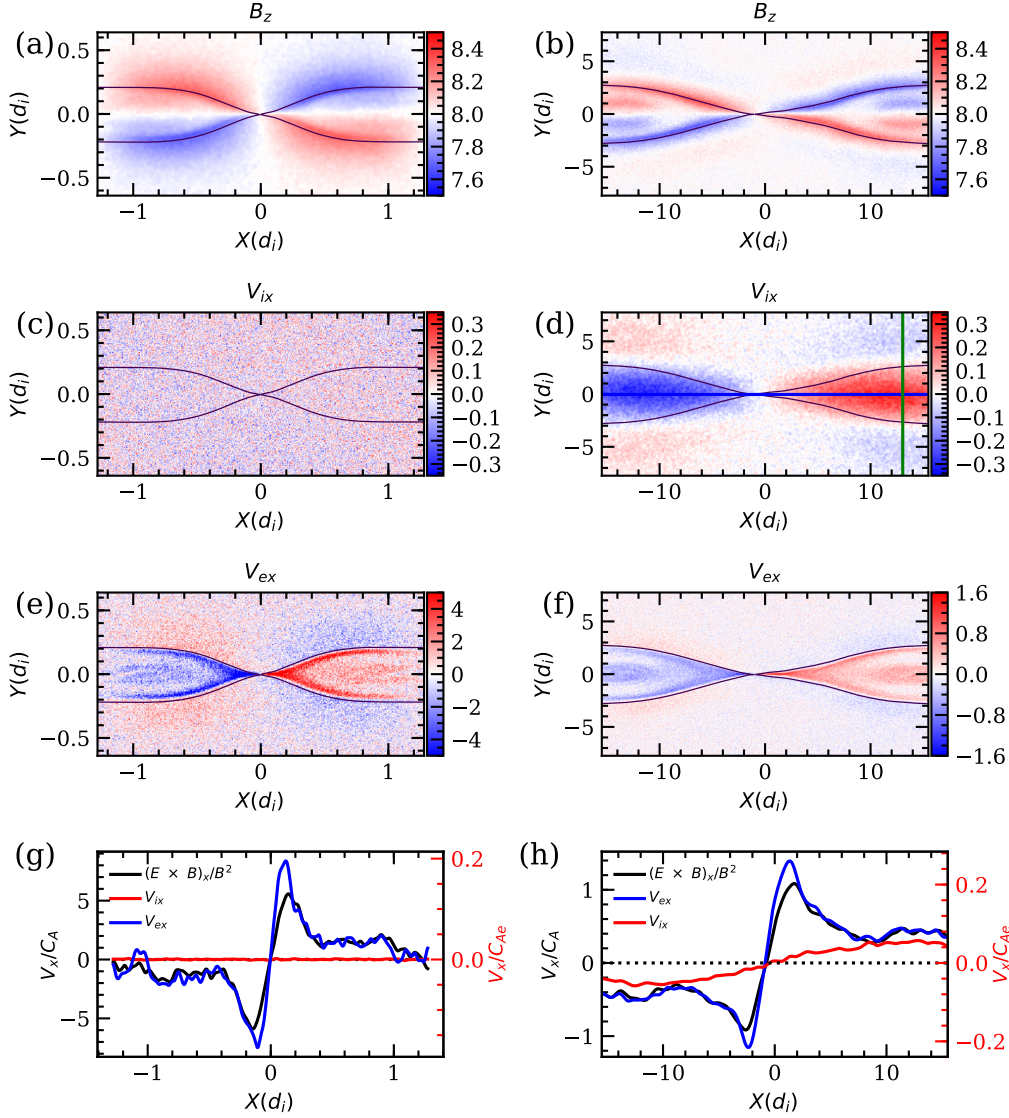 B_z
(a)
0.5
0.0
−0.5
Y(d_i)
−1
0
1
X(d_i)
8.4
8.2
8.0
7.8
7.6
B_z
(b)
5
0
−5
Y(d_i)
−10
0
10
X(d_i)
8.4
8.2
8.0
7.8
7.6
V_ix
(c)
0.5
0.0
−0.5
Y(d_i)
−1
0
1
X(d_i)
0.3
0.2
0.1
0.0
−0.1
−0.2
−0.3
V_ix
(d)
5
0
−5
Y(d_i)
−10
0
10
X(d_i)
0.3
0.2
0.1
0.0
−0.1
−0.2
−0.3
V_ex
(e)
0.5
0.0
−0.5
Y(d_i)
−1
0
1
X(d_i)
4
2
0
−2
−4
V_ex
(f)
5
0
−5
Y(d_i)
−10
0
10
X(d_i)
1.6
0.8
0.0
−0.8
−1.6
(g)
(E × B)_x/B²
V_ix
V_ex
5
0
−5
V_x/C_A
−1
0
1
X(d_i)
0.2
0.0
V_x/C_Ae
(h)
(E × B)_x/B²
V_ex
V_ix
1
0
−1
V_x/C_A
−10
0
10
X(d_i)
0.2
0.0
−0.2
V_x/C_Ae